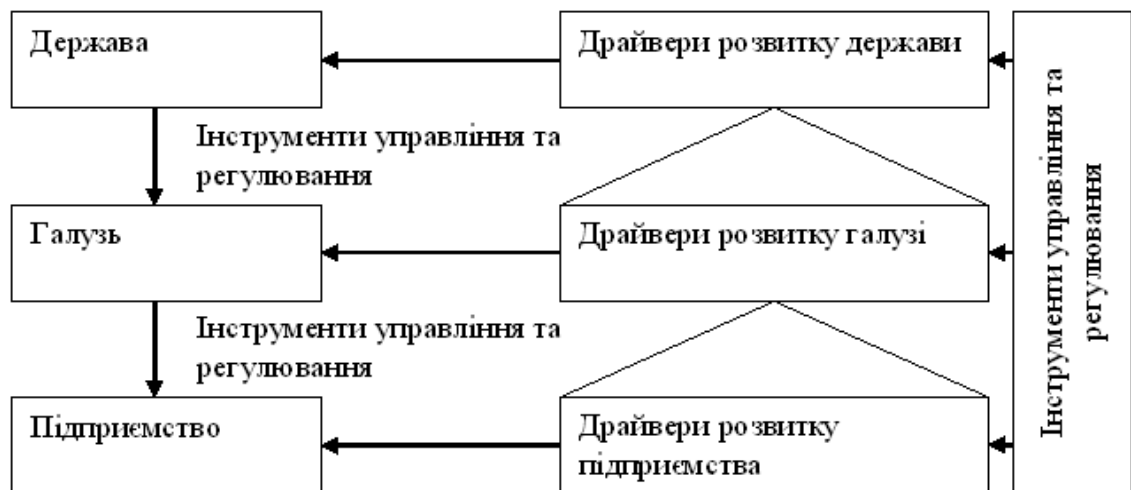 Держава
Драйвери розвитку держави
Інструменти управління та
регулювання
Галузь
Драйвери розвитку галузі
Інструменти управління та
регулювання
Підприємство
Драйвери розвитку
підприємства
Інструменти управління та
регулювання